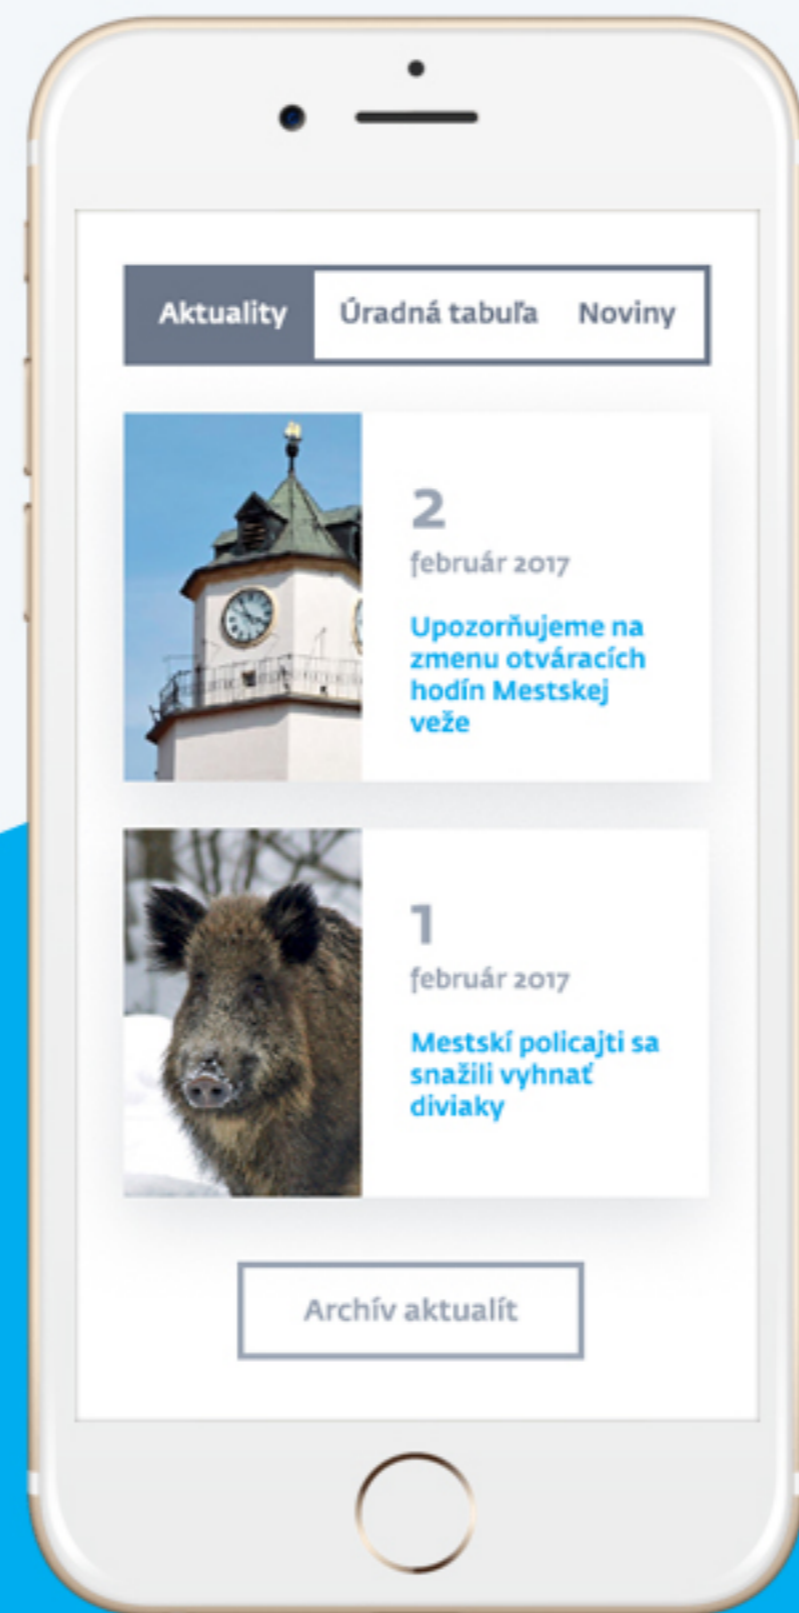 Aktuality Úradná tabuľa Noviny
2
február 2017
Upozorňujeme na
zmenu otváracích
hodín Mestskej
veže
1
február 2017
Mestskí policajti sa
snažili vyhnať
diviaky
Archív aktualít